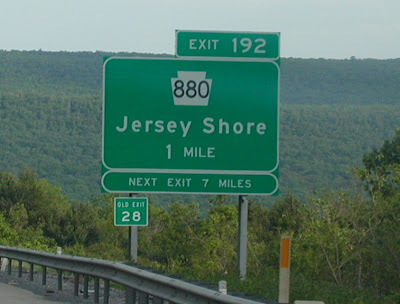 EXIT 192
880
Jersey Shore
1 MILE
NEXT EXIT 7 MILES
OLD EXIT
28